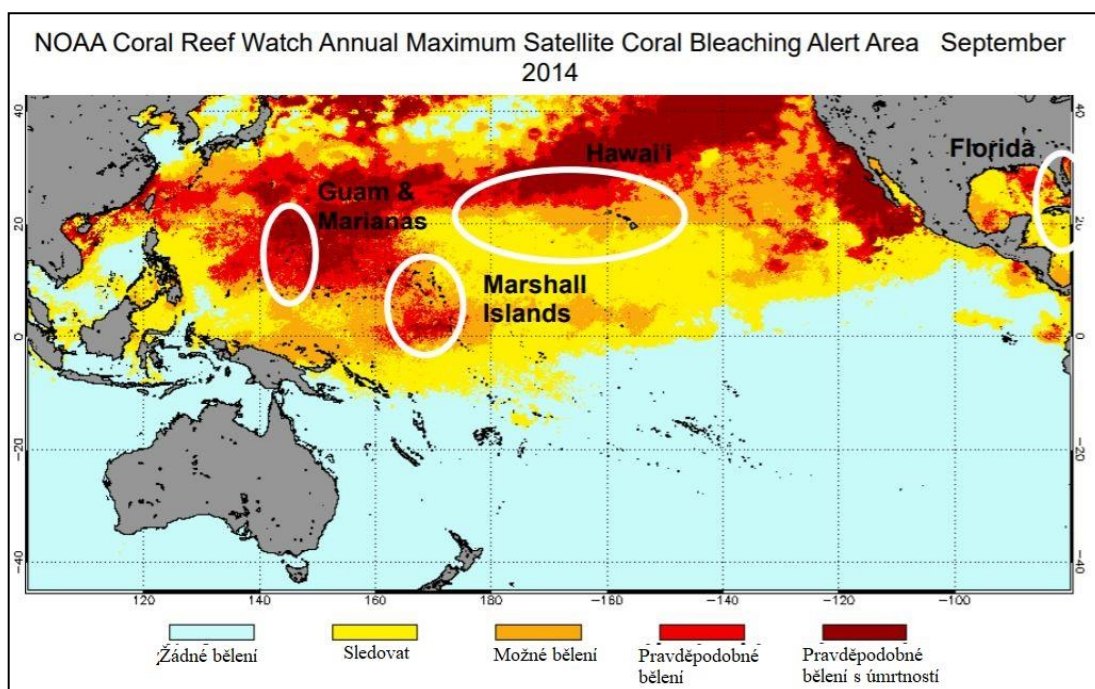 NOAA Coral Reef Watch Annual Maximum Satellite Coral Bleaching Alert Area September
2014
Hawai'i
Florida
Guam &
Marianas
Marshall
Islands
40
20
0
−20
−40
40
20
0
−20
−40
120
140
160
180
−160
−140
−120
−100
Žádné bělení
Sledovat
Možné bělení
Pravděpodobné
bělení
Pravděpodobné
bělení s úmrtností